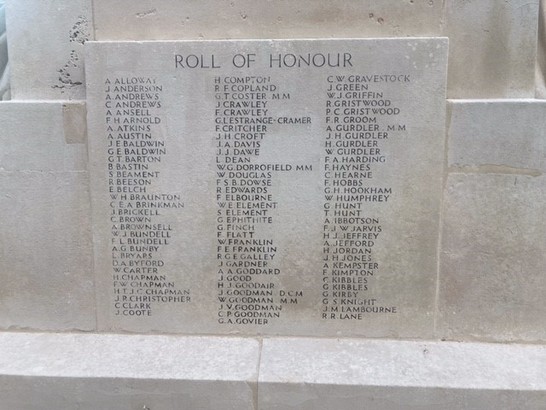 ROLL OF HONOUR
A ALLOWAY
J. ANDERSON
A ANDREWS
C ANDREWS
A ANSELL
F.H ARNOLD
A. ATKINS
A AUSTIN
J.E BALDWIN
G E BALDWIN
G T. BARTON
B BASTIN
S BEAMENT
R BEESON
E BELCH
W H. BRAUNTON
C E A BRINKMAN
J. BRICKELL
C BROWN
A BROWNSELL
W. J BUNDELL
F L BUNDELL
A.G BUNBY
L. BRYARS
D.A BYFORD
W. CARTER
H. CHAPMAN
F W CHAPMAN
H T J C CHAPMAN
J. P. CHRISTOPHER
C. CLARK
J. COOTE
H. COMPTON
R F COPLAND
G T COSTER M M
J. CRAWLEY
F CRAWLEY
G LESTRANGE-CRAMER
F CRITCHER
J. H. CROFT
J. A. DAVIS
J. J. DAWE
L DEAN
W G. DORROFIELD MM
W DOUGLAS
F S B DOWSE
R EDWARDS
F ELBOURNE
W E ELEMENT
S ELEMENT
G EPHITHITE
G FINCH
F. FLATT
W FRANKLIN
F E FRANKLIN
R G E GALLEY
J. GARDNER
A A GODDARD
J. GOOD
H. J. GOODAIR
J. GOODMAN D.C.M
W. GOODMAN M M
J. V. GOODMAN
C. P. GOODMAN
G. A. GOVIER
C. W. GRAVESTOCK
J. GREEN
W. J. GRIFFIN
R GRISTWOOD
P C GRISTWOOD
F R GROOM
A GURDLER M M
J. H. GURDLER
H GURDLER
W GURDLER
F A HARDING
F HAYNES
C HEARNE
F HOBBS
G H HOOKHAM
W HUMPHREY
G HUNT
T. HUNT
A IBBOTSON
F. J. W JARVIS
H J. JEFFREY
A JEFFORD
H JORDAN
J. H JONES
A KEMPSTER
F KIMPTON
C KIBBLES
G KIBBLES
G KIRBY
G S KNIGHT
J. M LAMBOURNE
R R LANE